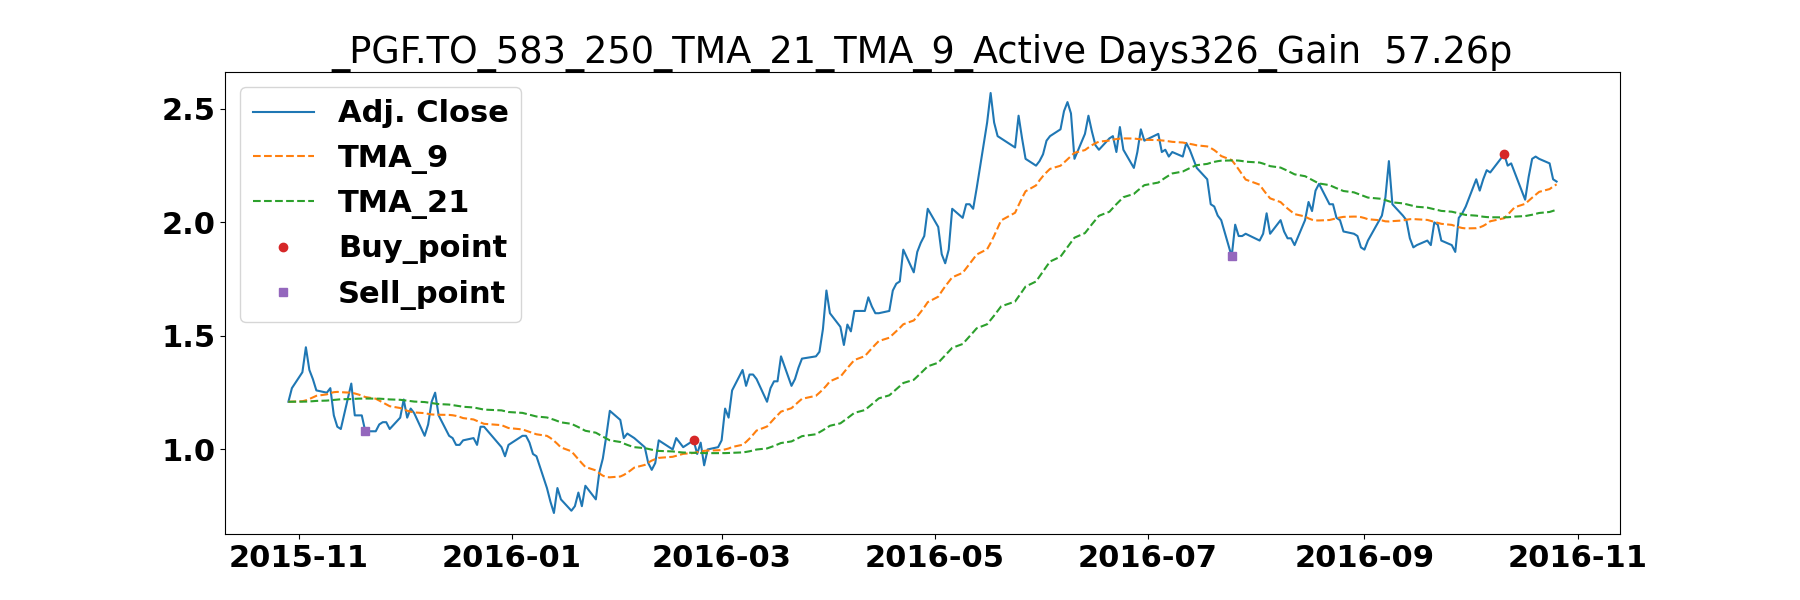 _PGF.TO_583_250_TMA_21_TMA_9_Active Days326_Gain  57.26p
Adj. Close
TMA_9
TMA_21
Buy_point
Sell_point
2.5
2.0
1.5
1.0
2015-11 2016-01 2016-03 2016-05 2016-07 2016-09 2016-11